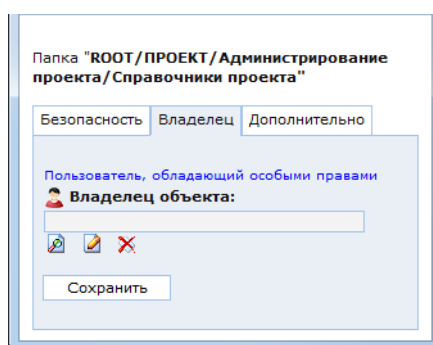 Папка "ROOT/ПРОЕКТ/Администрирование
проекта/Справочники проекта"
Безопасность Владелец Дополнительно
Пользователь, обладающий особыми правами
Владелец объекта:
Сохранить